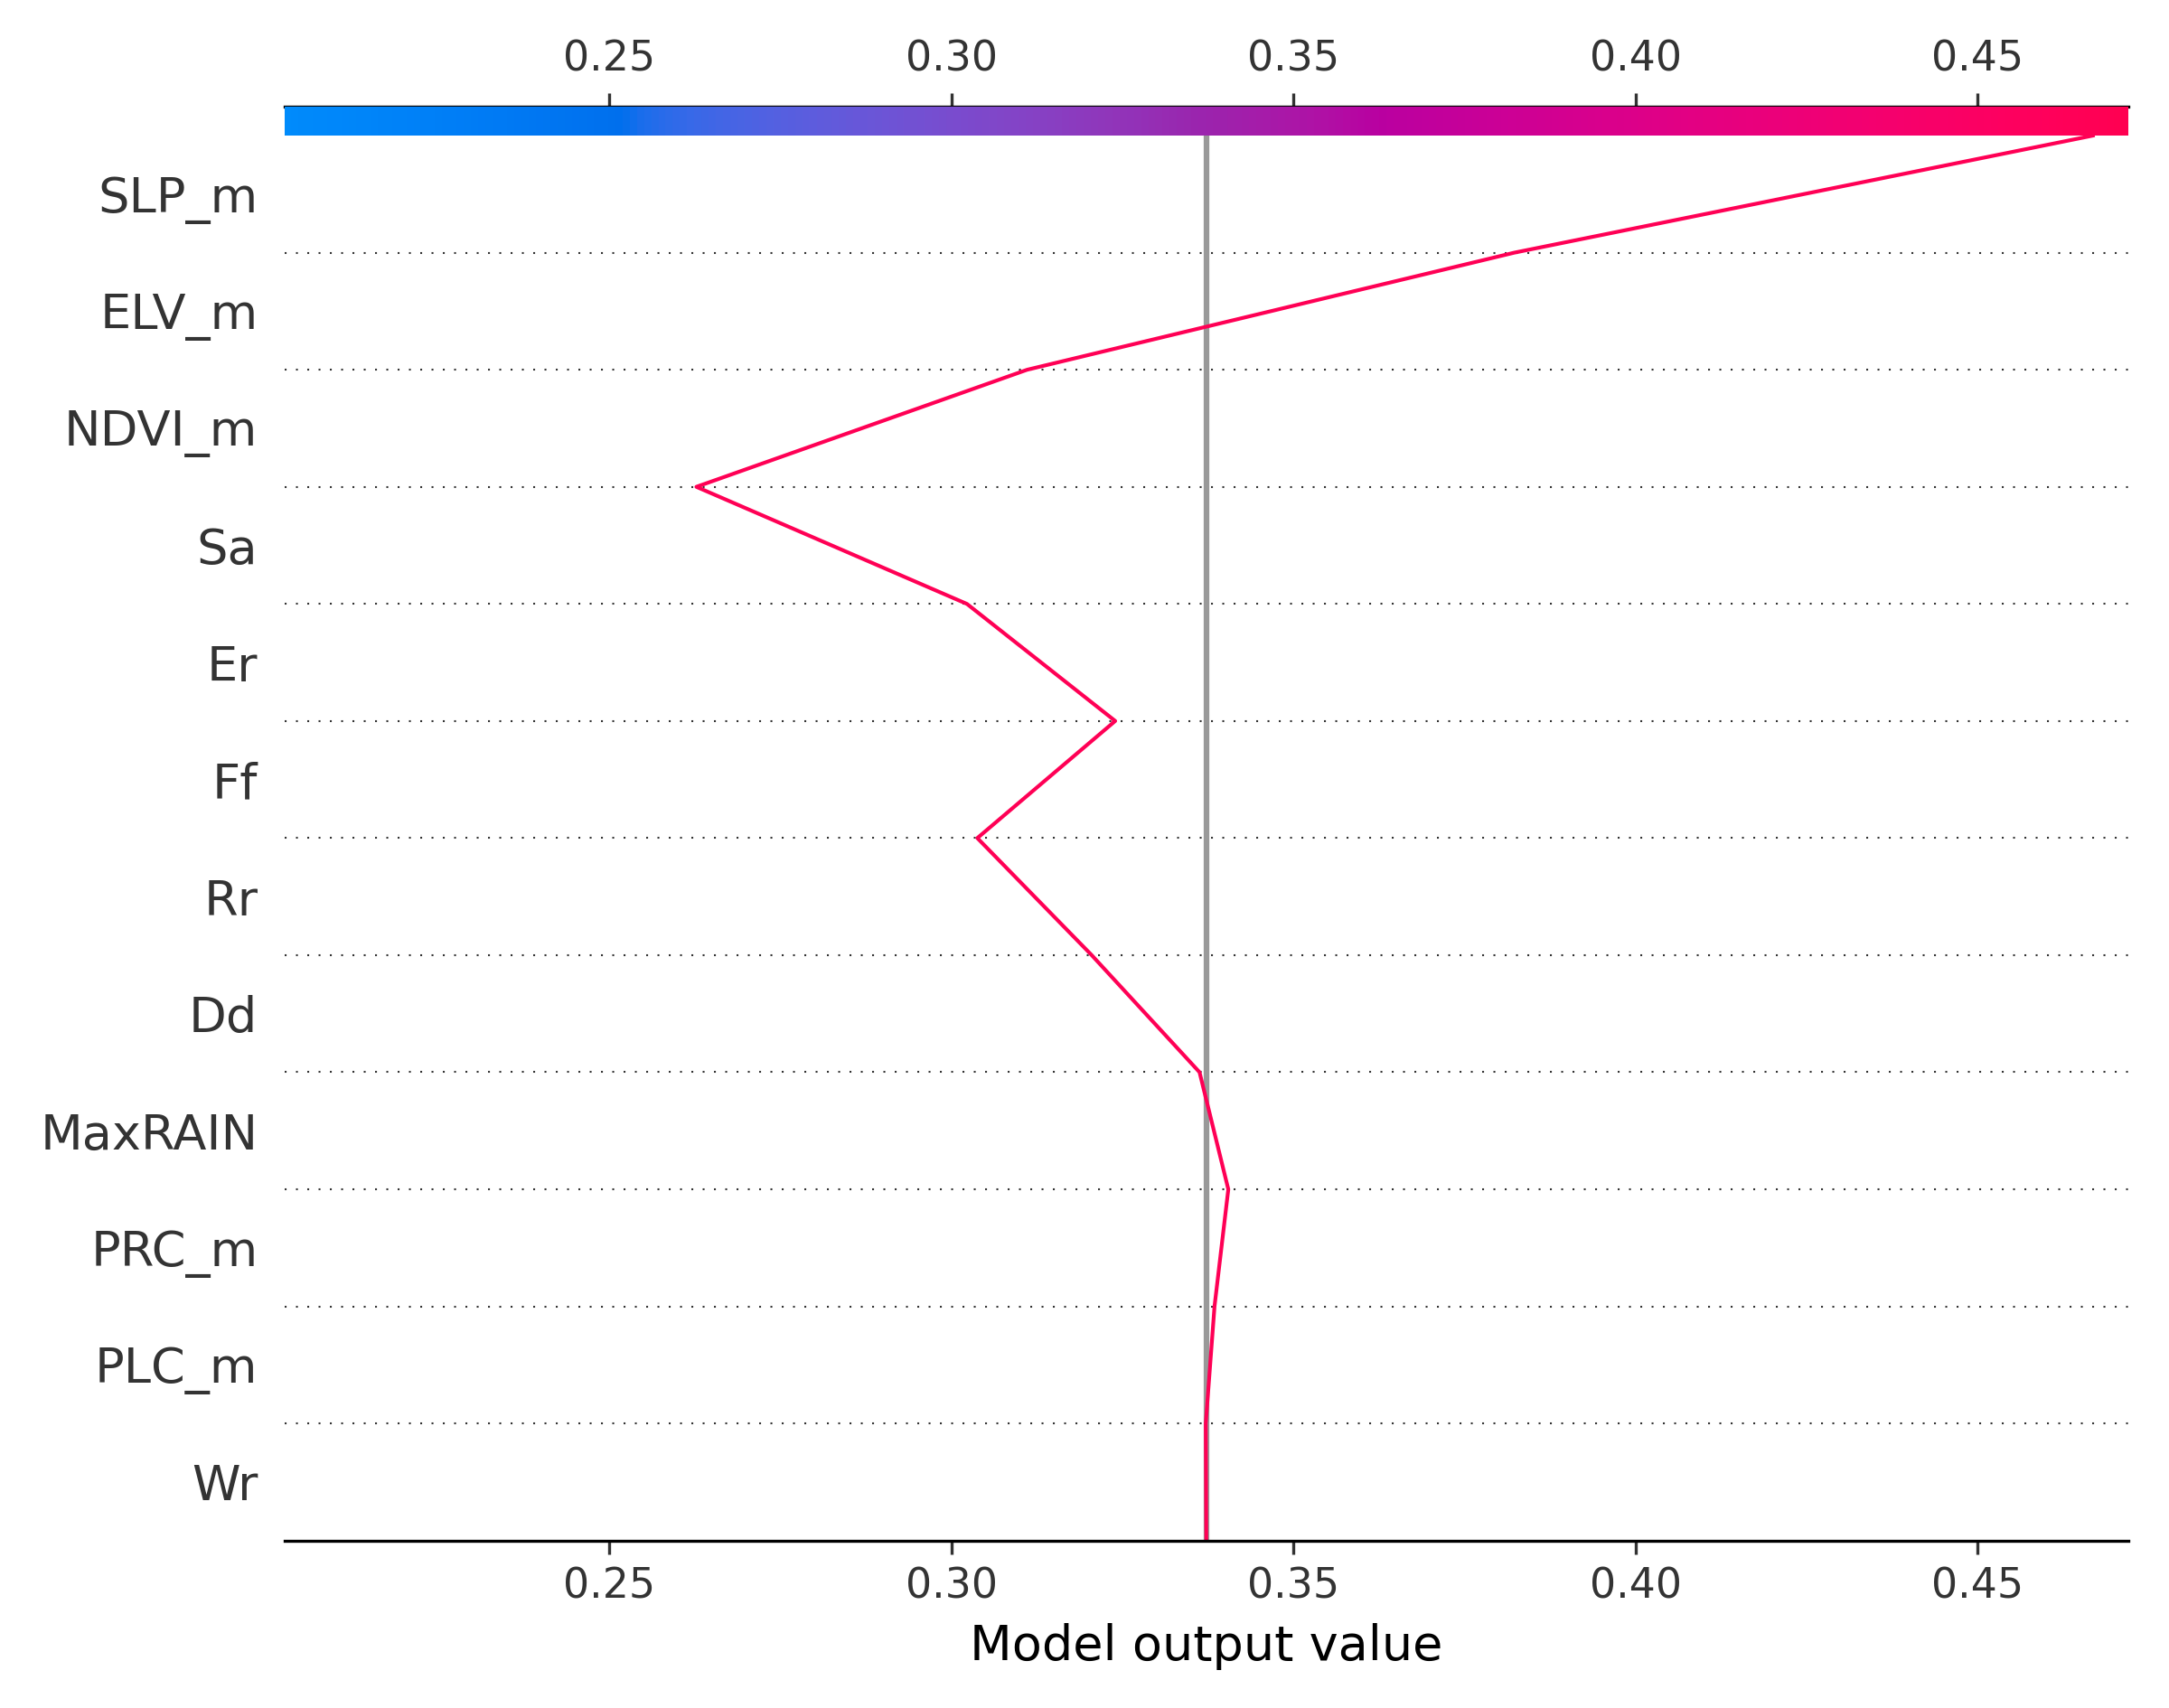 0.25 0.30 0.35 0.40 0.45
SLP_m
ELV_m
NDVI_m
Sa
Er
Ff
Rr
Dd
MaxRAIN
PRC_m
PLC_m
Wr
0.25 0.30 0.35 0.40 0.45
Model output value